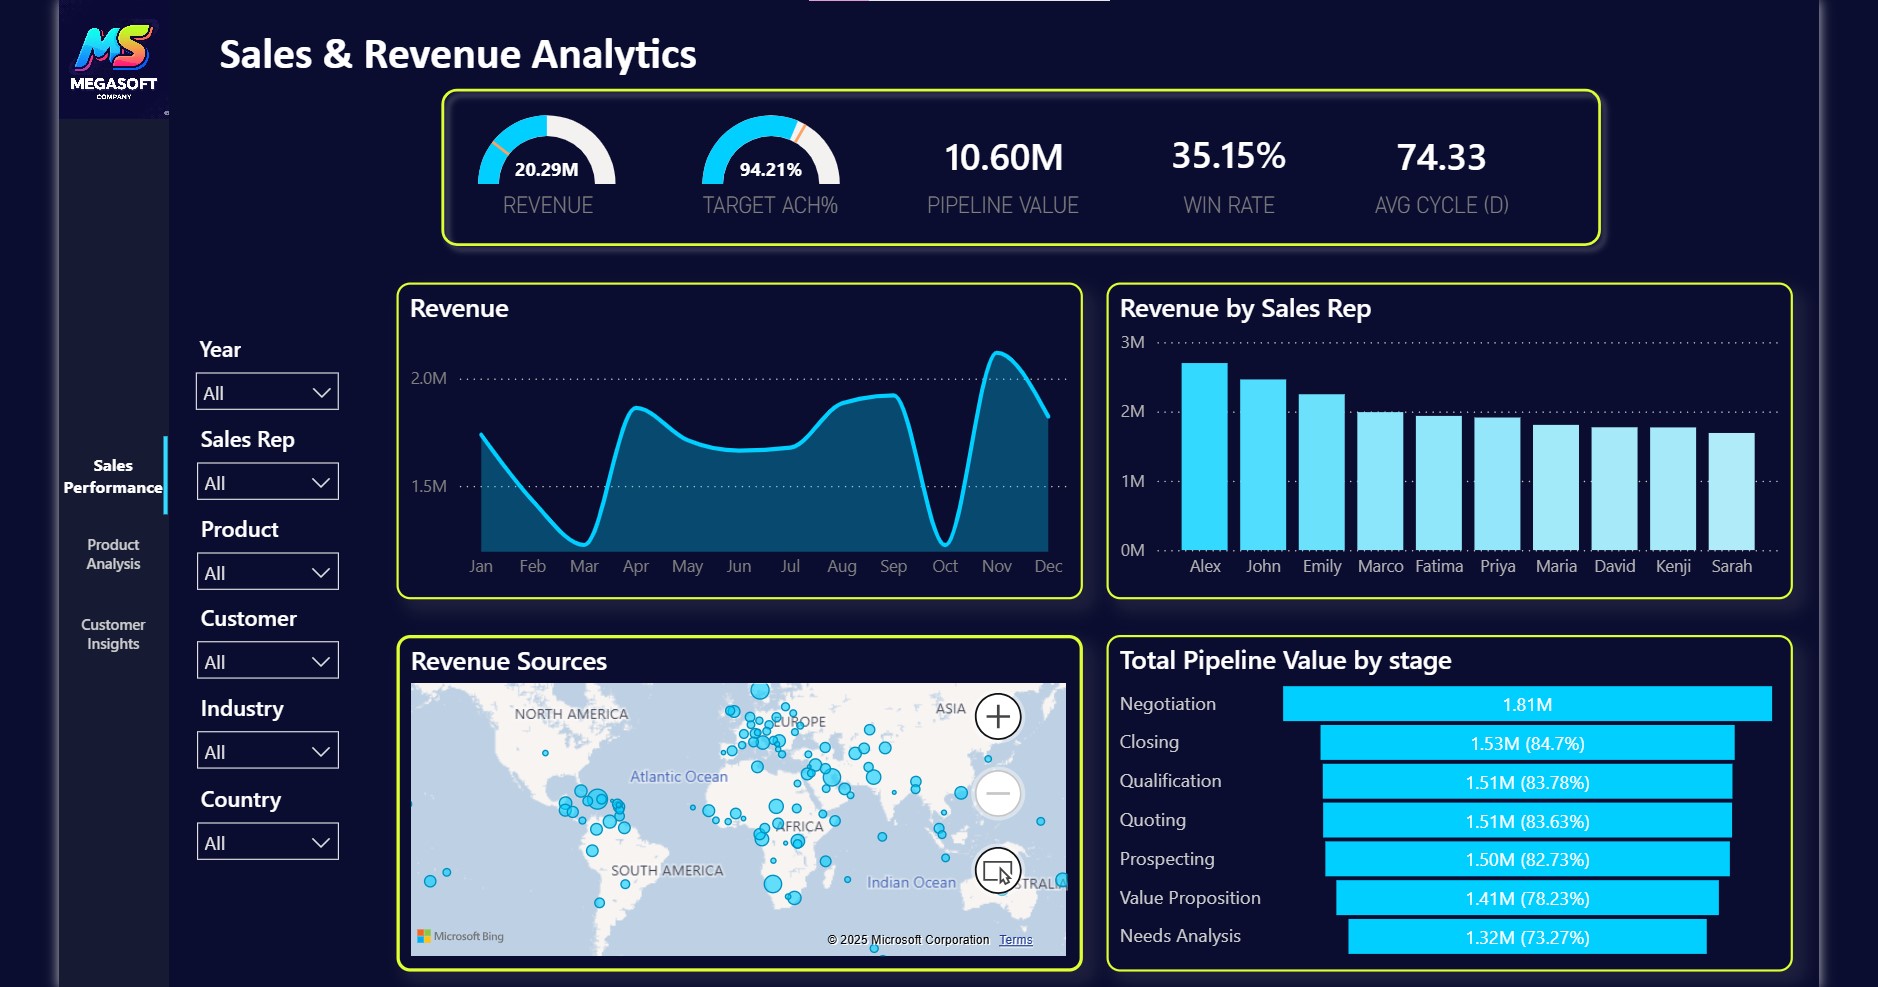 MS
MEGASOFT
COMPANY
Sales & Revenue Analytics
20.29M
REVENUE
94.21%
TARGET ACH%
10.60M
PIPELINE VALUE
35.15%
WIN RATE
74.33
AVG CYCLE (D)
Year
All
Sales Rep
All
Product
All
Customer
All
Industry
All
Country
All
Sales
Performance
Product
Analysis
Customer
Insights
Revenue
2.0M
1.5M
Jan Feb Mar Apr May Jun Jul Aug Sep Oct Nov Dec
Revenue by Sales Rep
3M
2M
1M
0M
Alex John Emily Marco Fatima Priya Maria David Kenji Sarah
Revenue Sources
NORTH AMERICA
EUROPE
ASIA
Atlantic Ocean
AFRICA
SOUTH AMERICA
Indian Ocean
STRALIA
Microsoft Bing
© 2025 Microsoft Corporation Terms
Total Pipeline Value by stage
Negotiation 1.81M
Closing 1.53M (84.7%)
Qualification 1.51M (83.78%)
Quoting 1.51M (83.63%)
Prospecting 1.50M (82.73%)
Value Proposition 1.41M (78.23%)
Needs Analysis 1.32M (73.27%)